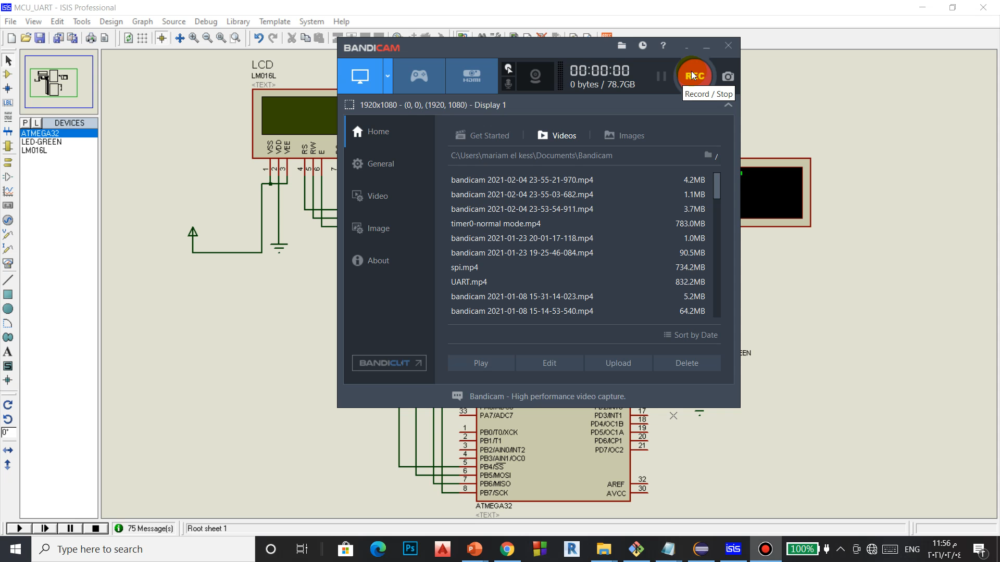 MCU_UART - ISIS Professional
File View Edit Tools Design Graph Source Debug Library Template System Help
BANDICAM
?
LCD
LM016L
<TEXT>
HDMI
00:00:00
0 bytes / 78.7GB
REC
Record / Stop
LBL
1920x1080 - (0, 0), (1920, 1080) - Display 1
P L DEVICES
ATMEGA32
LED-GREEN
LM016L
VSS
VDD
VEE
RS
RW
E
1
2
3
4
5
6
7
Home
General
Video
Image
About
Get Started
Videos
Images
C:\Users\mariam el kess\Documents\Bandicam
bandicam 2021-02-04 23-55-21-970.mp4 4.2MB
bandicam 2021-02-04 23-55-03-682.mp4 1.1MB
bandicam 2021-02-04 23-53-54-911.mp4 3.7MB
timer0-normal mode.mp4 783.0MB
bandicam 2021-01-23 20-01-17-118.mp4 1.0MB
bandicam 2021-01-23 19-25-46-084.mp4 90.5MB
spi.mp4 734.2MB
UART.mp4 832.2MB
bandicam 2021-01-08 15-31-14-023.mp4 5.2MB
bandicam 2021-01-08 15-14-53-540.mp4 64.2MB
Sort by Date
BANDICUT
Play Edit Upload Delete
EEN
Bandicam - High performance video capture.
A
0°
33 PA7/ADC7
1 PB0/T0/XCK
2 PB1/T1
3 PB2/AIN0/INT2
4 PB3/AIN1/OC0
5 PB4/SS
6 PB5/MOSI
7 PB6/MISO
8 PB7/SCK
PD3/INT1 17
PD4/OC1B 18
PD5/OC1A 19
PD6/ICP1 20
PD7/OC2 21
AREF 32
AVCC 30
ATMEGA32
<TEXT>
75 Message(s)
Root sheet 1
Type here to search
Ps
R
isis
100%
ENG
11:56 م
٢٠٢١/٠٢/٠٤
٢